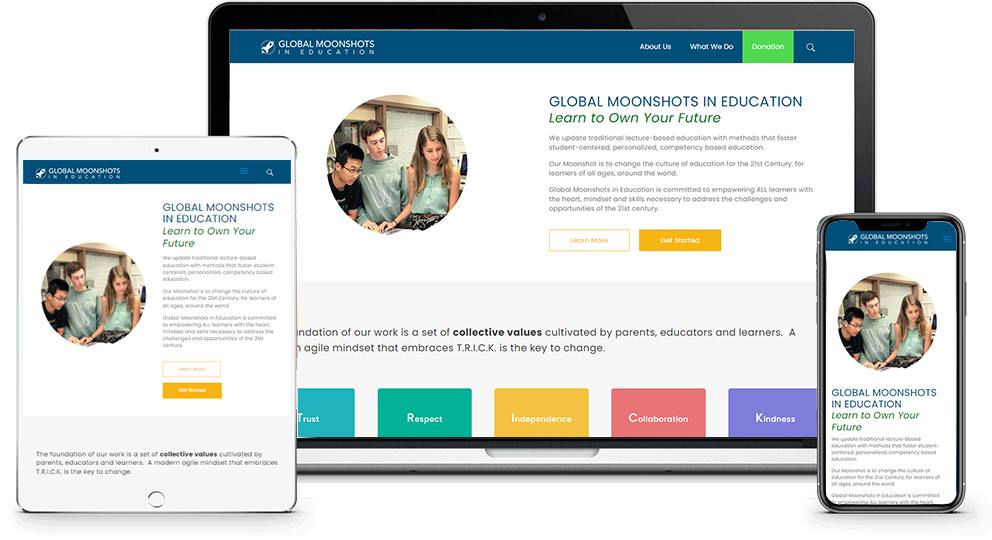 GLOBAL MOONSHOTS
IN EDUCATION
About Us
What We Do
Donation
GLOBAL MOONSHOTS IN EDUCATION
Learn to Own Your Future
We update traditional lecture-based education with methods that foster
student-centered, personalized, competency based education.
Our Moonshot is to change the culture of education for the 21st Century, for
learners of all ages, around the world.
Global Moonshots in Education is committed to empowering ALL learners with
the heart, mindset and skills necessary to address the challenges and
opportunities of the 21st century.
Learn More
Get Started
undation of our work is a set of collective values cultivated by parents, educators and learners. A
n agile mindset that embraces T.R.I.C.K. is the key to change.
Trust
Respect
Independence
Collaboration
Kindness
GLOBAL MOONSHOTS
IN EDUCATION
GLOBAL MOONSHOTS
IN EDUCATION
Learn to Own Your
Future
We update traditional lecture-based
education with methods that foster student-
centered, personalized, competency based
education.
Our Moonshot is to change the culture of
education for the 21st Century, for learners of
all ages, around the world.
Global Moonshots in Education is committed
to empowering ALL learners with the heart,
mindset and skills necessary to address the
challenges and opportunities of the 21st
century.
Learn More
Get Started
The foundation of our work is a set of collective values cultivated by
parents, educators and learners. A modern agile mindset that embraces
T.R.I.C.K. is the key to change.
GLOBAL MOONSHOTS
IN EDUCATION
GLOBAL MOONSHOTS
IN EDUCATION
Learn to Own Your
Future
We update traditional lecture-based
education with methods that foster student-
centered, personalized, competency based
education.
Our Moonshot is to change the culture of
education for the 21st Century, for learners of
all ages, around the world.
Global Moonshots in Education is committed
to empowering ALL learners with the heart,